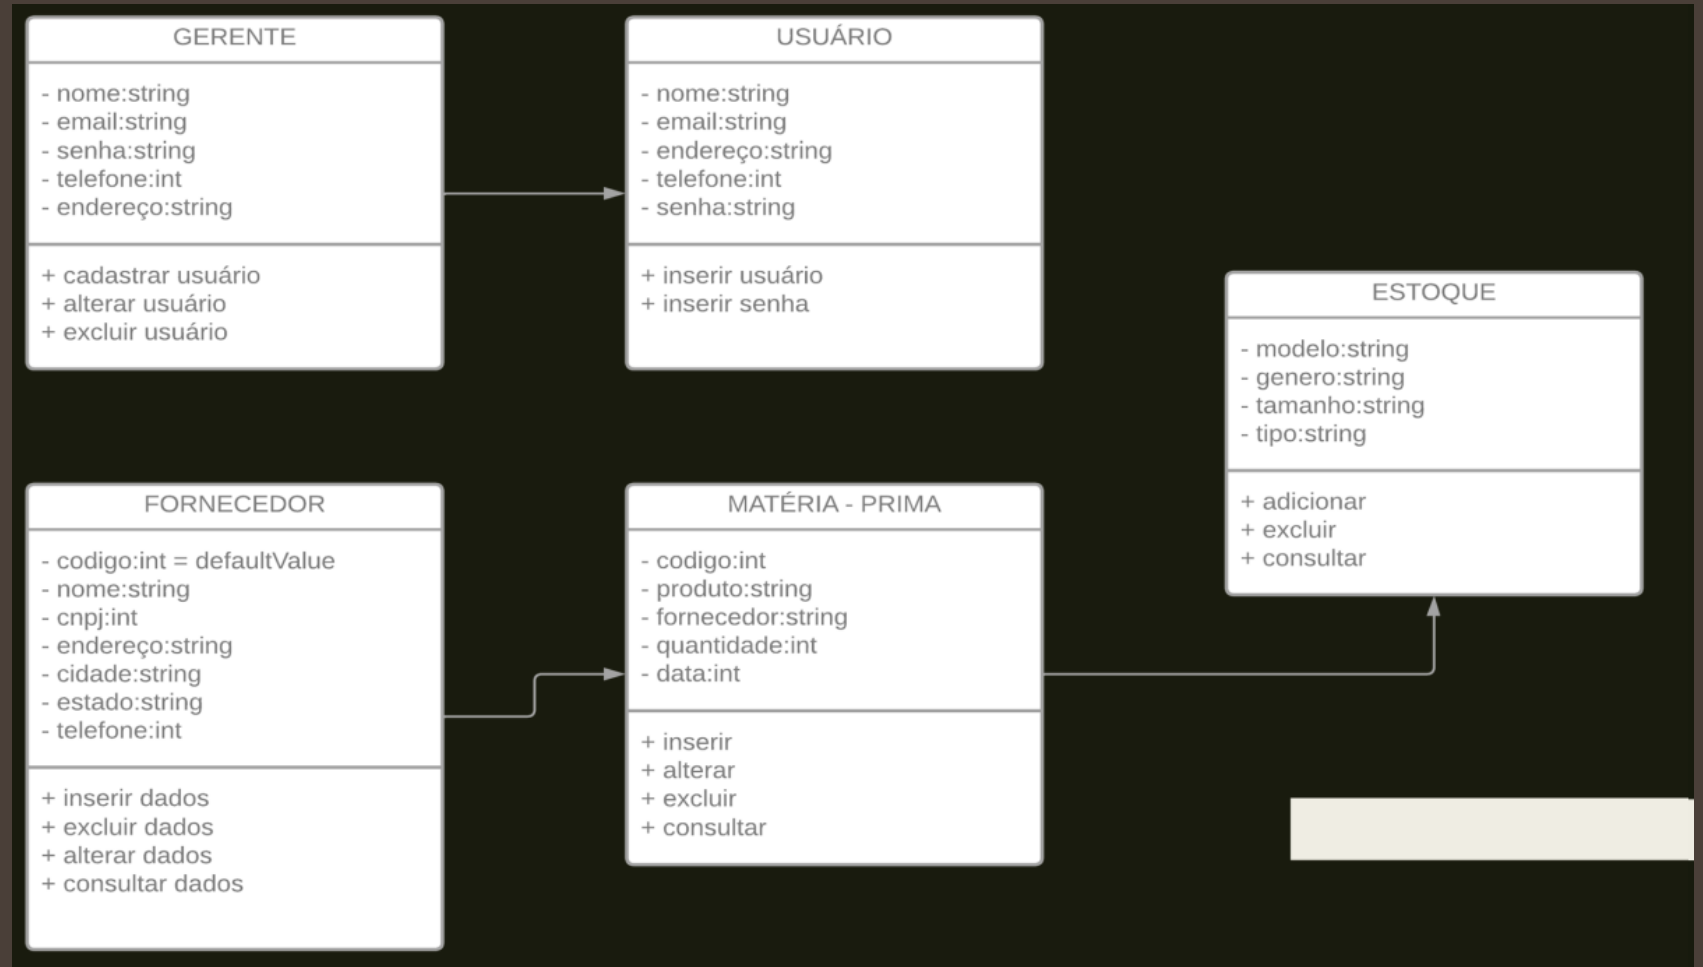 GERENTE
- nome:string
- email:string
- senha:string
- telefone:int
- endereço:string
+ cadastrar usuário
+ alterar usuário
+ excluir usuário
USUÁRIO
- nome:string
- email:string
- endereço:string
- telefone:int
- senha:string
+ inserir usuário
+ inserir senha
ESTOQUE
- modelo:string
- genero:string
- tamanho:string
- tipo:string
+ adicionar
+ excluir
+ consultar
FORNECEDOR
- codigo:int = defaultValue
- nome:string
- cnpj:int
- endereço:string
- cidade:string
- estado:string
- telefone:int
+ inserir dados
+ excluir dados
+ alterar dados
+ consultar dados
MATÉRIA - PRIMA
- codigo:int
- produto:string
- fornecedor:string
- quantidade:int
- data:int
+ inserir
+ alterar
+ excluir
+ consultar